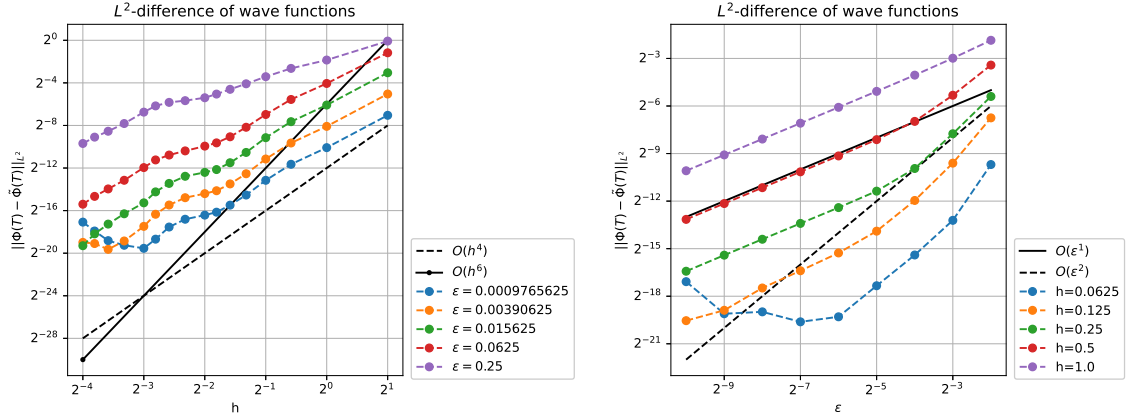 L²-difference of wave functions
||Φ(T) − Φ̃(T)||_{L²}
2⁰
2⁻⁴
2⁻⁸
2⁻¹²
2⁻¹⁶
2⁻²⁰
2⁻²⁴
2⁻²⁸
2⁻⁴ 2⁻³ 2⁻² 2⁻¹ 2⁰ 2¹
h
O(h⁴)
O(h⁶)
ε = 0.0009765625
ε = 0.00390625
ε = 0.015625
ε = 0.0625
ε = 0.25
L²-difference of wave functions
||Φ(T) − Φ̃(T)||_{L²}
2⁻³
2⁻⁶
2⁻⁹
2⁻¹²
2⁻¹⁵
2⁻¹⁸
2⁻²¹
2⁻⁹ 2⁻⁷ 2⁻⁵ 2⁻³
ε
O(ε¹)
O(ε²)
h=0.0625
h=0.125
h=0.25
h=0.5
h=1.0